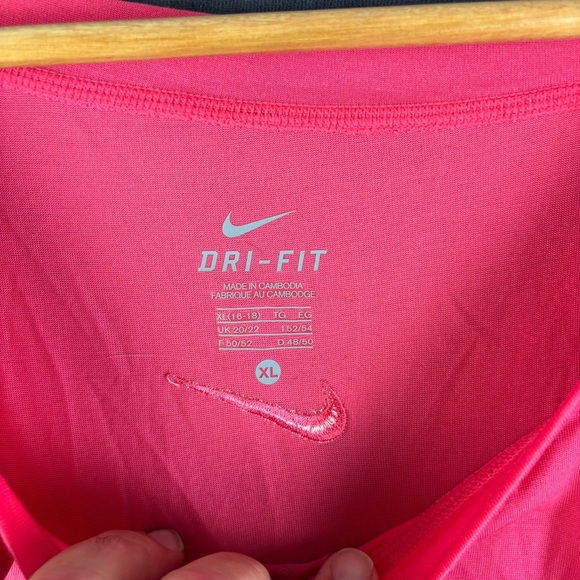 DRI-FIT
MADE IN CAMBODIA
FABRIQUE AU CAMBODGE
XL(16-18) TG EG
UK.20/22 I.52/54
F.50/52 D.48/50
XL